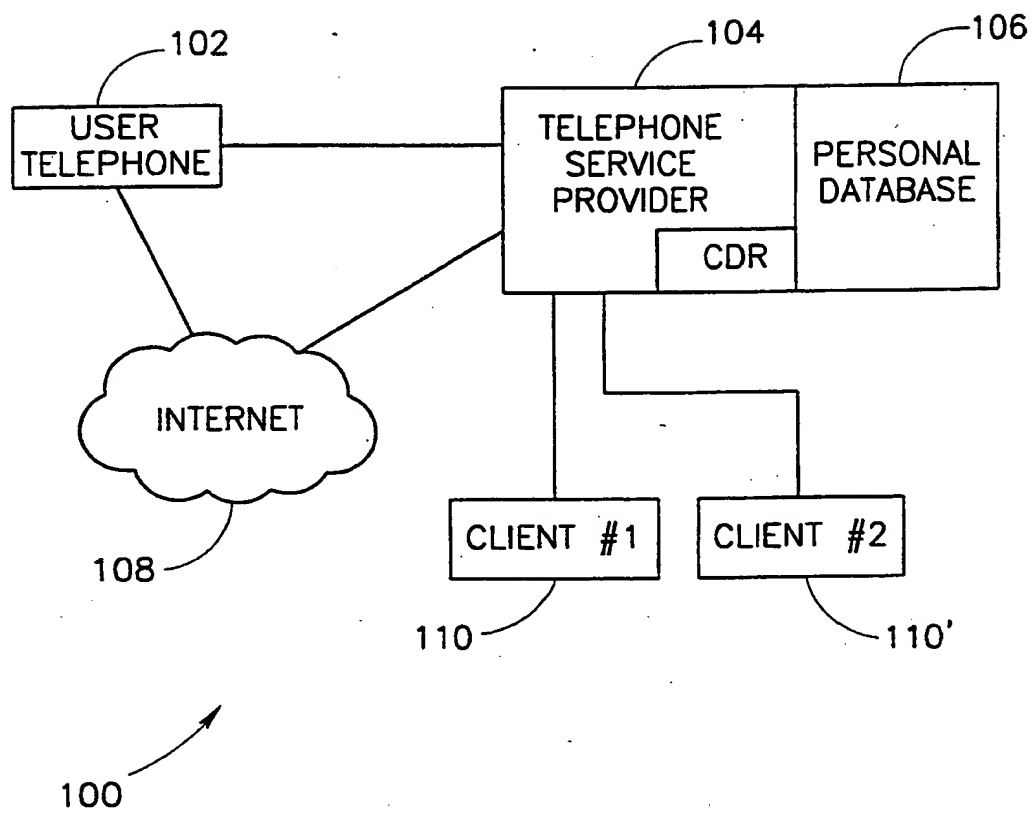 102
104
106
USER
TELEPHONE
TELEPHONE
SERVICE
PROVIDER
CDR
PERSONAL
DATABASE
INTERNET
108
CLIENT #1
CLIENT #2
110
110'
100